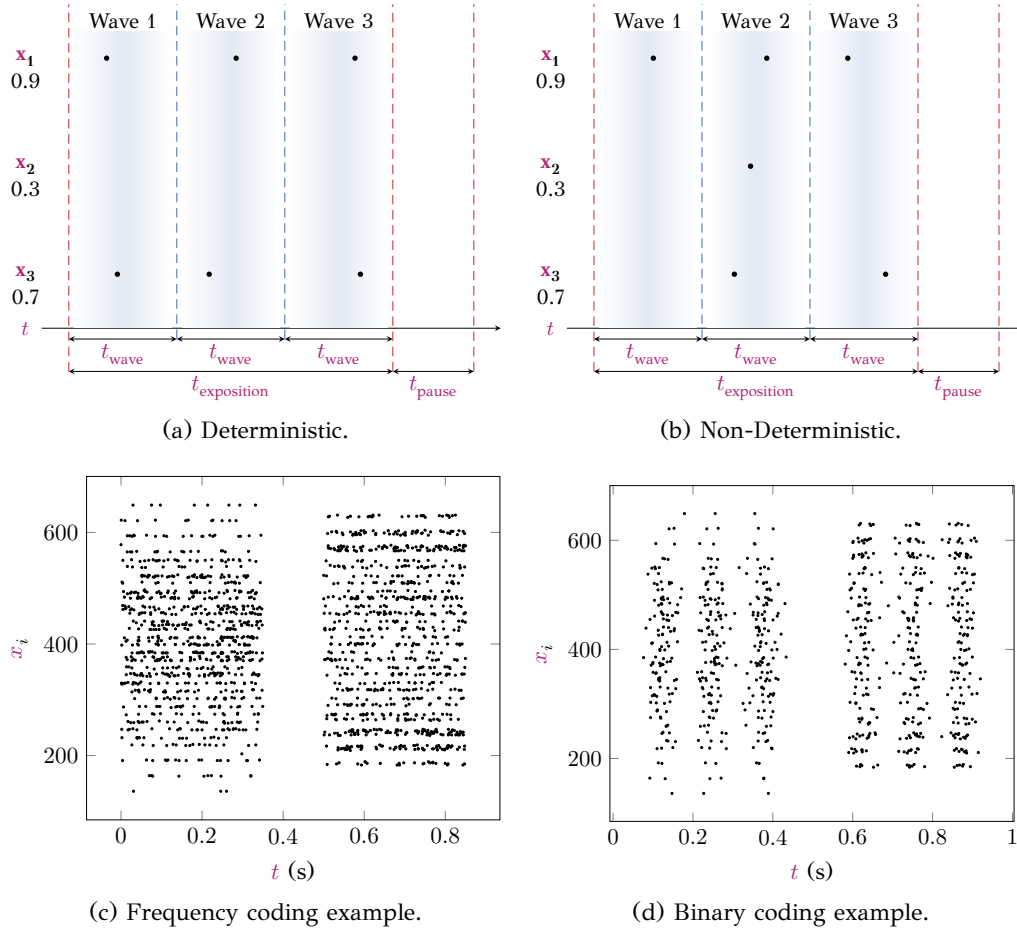 Wave 1 Wave 2 Wave 3
x1
0.9
x2
0.3
x3
0.7
t
twave twave twave
texposition tpause
(a) Deterministic.
Wave 1 Wave 2 Wave 3
x1
0.9
x2
0.3
x3
0.7
t
twave twave twave
texposition tpause
(b) Non-Deterministic.
600
400
200
xi
0 0.2 0.4 0.6 0.8
t (s)
(c) Frequency coding example.
600
400
200
xi
0 0.2 0.4 0.6 0.8 1
t (s)
(d) Binary coding example.